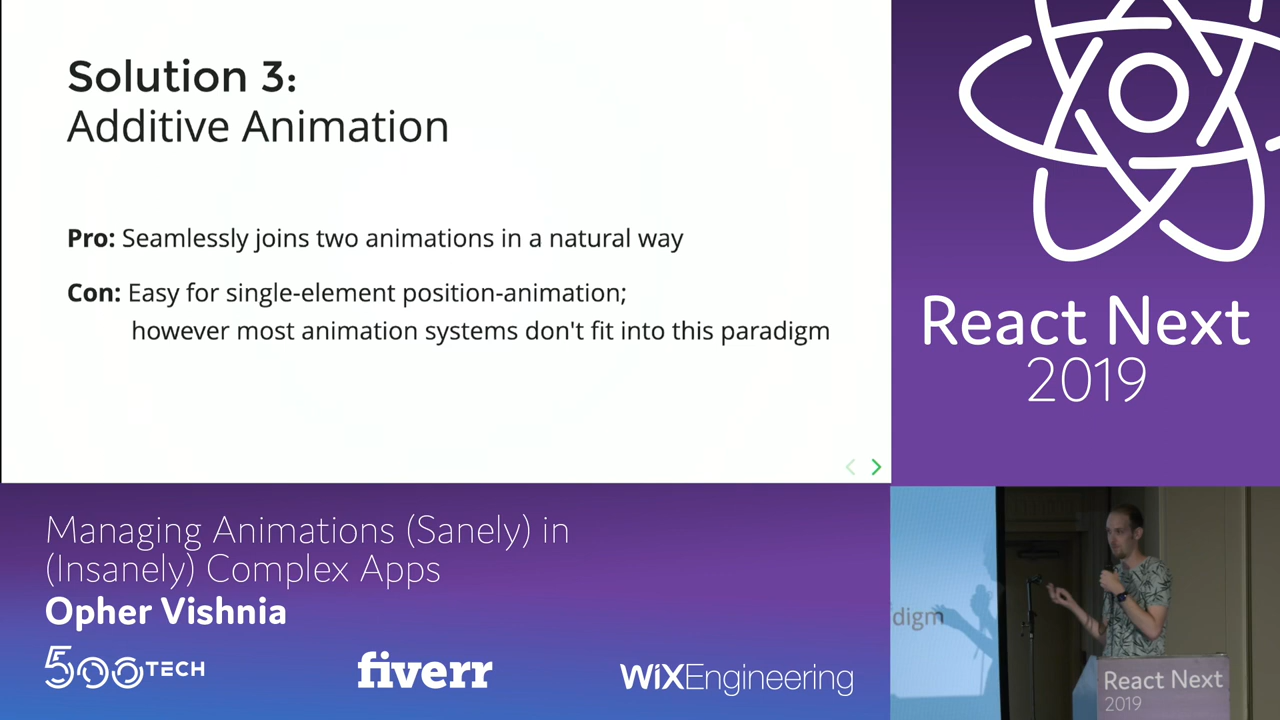 Solution 3:
Additive Animation
Pro: Seamlessly joins two animations in a natural way
Con: Easy for single-element position-animation;
however most animation systems don't fit into this paradigm
React Next
2019
Managing Animations (Sanely) in
(Insanely) Complex Apps
Opher Vishnia
500TECH
fiverr
WiXEngineering
digm
React Next
2019